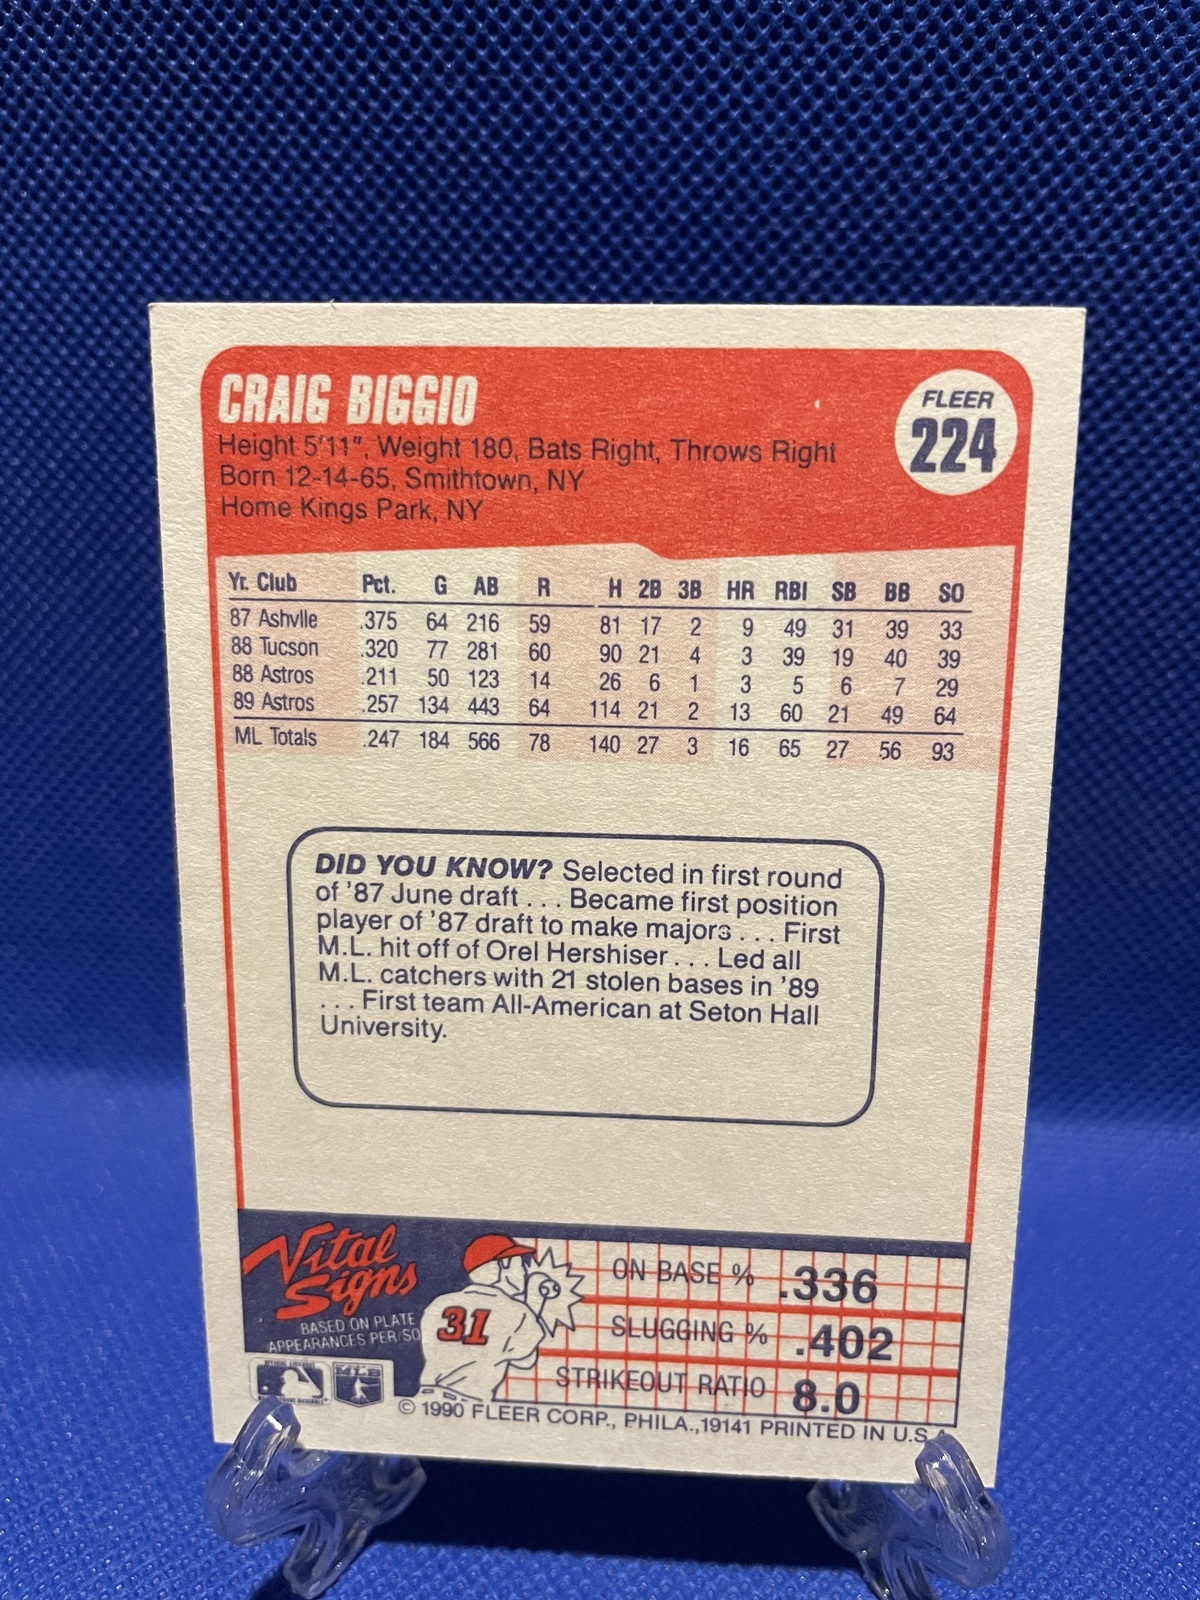 CRAIG BIGGIO
FLEER
224
Height 5'11", Weight 180, Bats Right, Throws Right
Born 12-14-65, Smithtown, NY
Home Kings Park, NY
Yr. Club Pct. G AB R H 2B 3B HR RBI SB BB SO
87 Ashvlle .375 64 216 59 81 17 2 9 49 31 39 33
88 Tucson .320 77 281 60 90 21 4 3 39 19 40 39
88 Astros .211 50 123 14 26 6 1 3 5 6 7 29
89 Astros .257 134 443 64 114 21 2 13 60 21 49 64
ML Totals .247 184 566 78 140 27 3 16 65 27 56 93
DID YOU KNOW? Selected in first round
of '87 June draft . . . Became first position
player of '87 draft to make majors . . . First
M.L. hit off of Orel Hershiser . . . Led all
M.L. catchers with 21 stolen bases in '89
. . . First team All-American at Seton Hall
University.
Vital
Signs
BASED ON PLATE
APPEARANCES PER SO
31
ON BASE % .336
SLUGGING % .402
STRIKEOUT RATIO 8.0
MLB
© 1990 FLEER CORP., PHILA.,19141 PRINTED IN U.S.A.